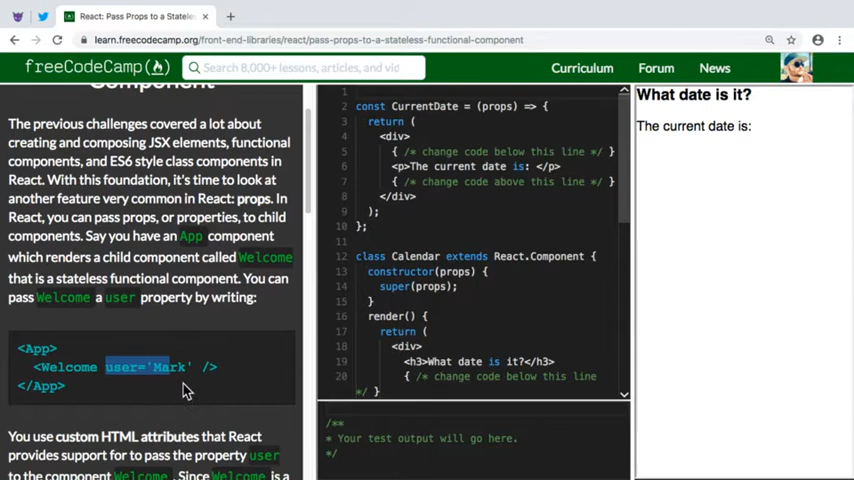 React: Pass Props to a Stateles
learn.freecodecamp.org/front-end-libraries/react/pass-props-to-a-stateless-functional-component
freeCodeCamp
Search 8,000+ lessons, articles, and vid
Curriculum
Forum
News
Component
The previous challenges covered a lot about
creating and composing JSX elements, functional
components, and ES6 style class components in
React. With this foundation, it's time to look at
another feature very common in React: props. In
React, you can pass props, or properties, to child
components. Say you have an App component
which renders a child component called Welcome
that is a stateless functional component. You can
pass Welcome a user property by writing:
<App>
<Welcome user='Mark' />
</App>
You use custom HTML attributes that React
provides support for to pass the property user
to the component Welcome . Since Welcome is a
1
2 const CurrentDate = (props) => {
3 return (
4 <div>
5 { /* change code below this line */ }
6 <p>The current date is: </p>
7 { /* change code above this line */ }
8 </div>
9 );
10 };
11
12 class Calendar extends React.Component {
13 constructor(props) {
14 super(props);
15 }
16 render() {
17 return (
18 <div>
19 <h3>What date is it?</h3>
20 { /* change code below this line
*/ }
/**
* Your test output will go here.
*/
What date is it?
The current date is: